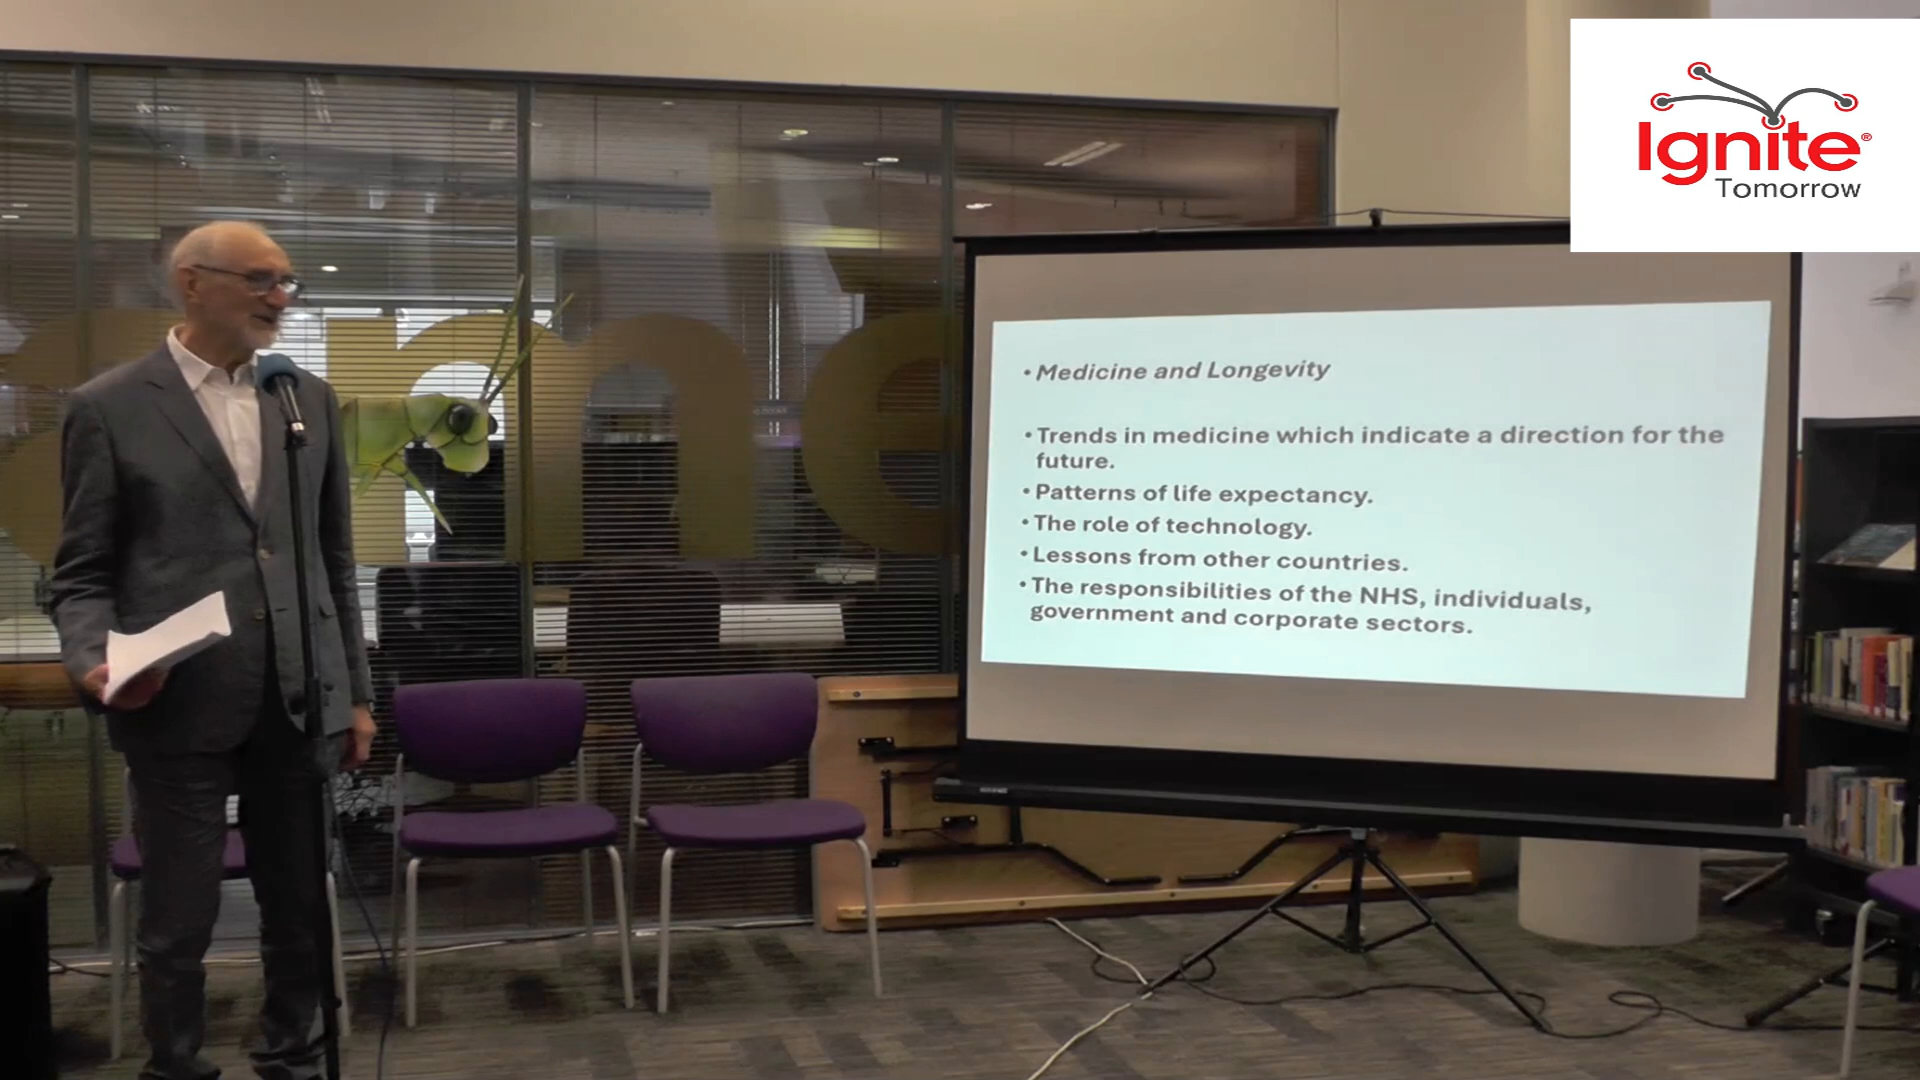 Ignite®
Tomorrow
• Medicine and Longevity
• Trends in medicine which indicate a direction for the
future.
• Patterns of life expectancy.
• The role of technology.
• Lessons from other countries.
• The responsibilities of the NHS, individuals,
government and corporate sectors.